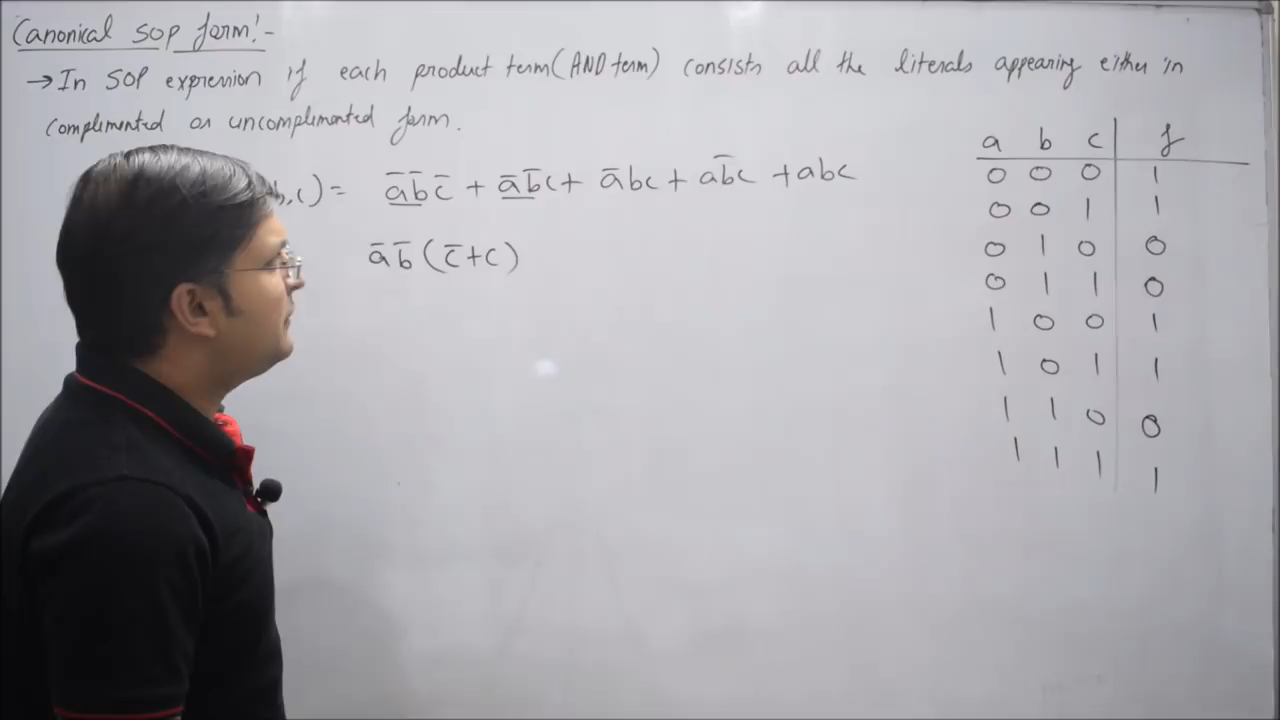 Canonical SOP form:-
→ In SOP expression if each product term (AND term) consists all the literals appearing either in
complemented or uncomplemented form.
b,c) = a̅b̅c̅ + a̅b̅c + a̅bc + ab̅c + abc
a̅b̅(c̅+c)
a b c f
0 0 0 1
0 0 1 1
0 1 0 0
0 1 1 0
1 0 0 1
1 0 1 1
1 1 0 0
1 1 1 1